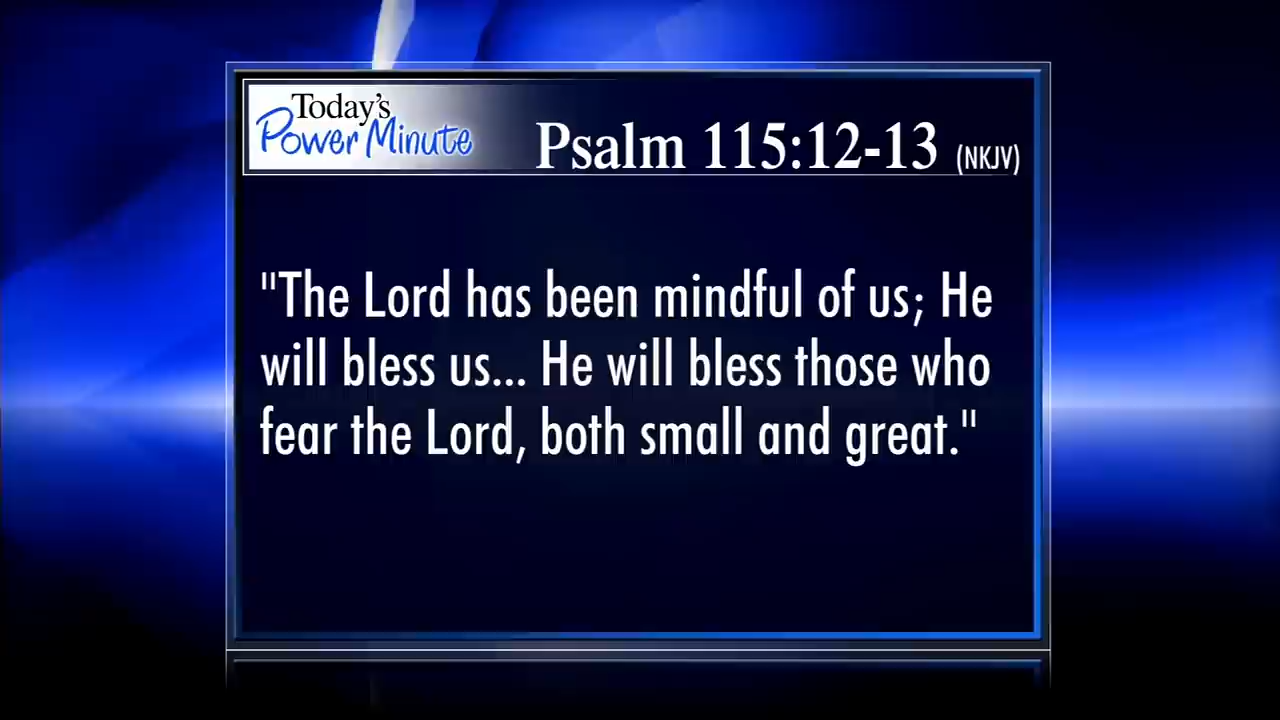 Today's
Power Minute
Psalm 115:12-13 (NKJV)
"The Lord has been mindful of us; He
will bless us... He will bless those who
fear the Lord, both small and great."